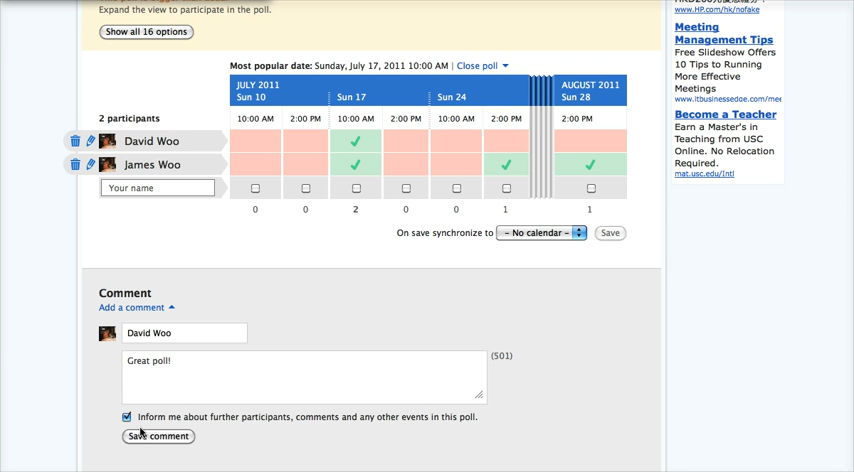 Expand the view to participate in the poll.
Show all 16 options
Most popular date: Sunday, July 17, 2011 10:00 AM | Close poll
JULY 2011 AUGUST 2011
Sun 10 Sun 17 Sun 24 Sun 28
2 participants 10:00 AM 2:00 PM 10:00 AM 2:00 PM 10:00 AM 2:00 PM 2:00 PM
David Woo
James Woo
Your name
0 0 2 0 0 1 1
On save synchronize to - No calendar - Save
Comment
Add a comment
David Woo
Great poll!
(501)
Inform me about further participants, comments and any other events in this poll.
Save comment
www.HP.com/hk/nofake
Meeting
Management Tips
Free Slideshow Offers
10 Tips to Running
More Effective
Meetings
www.itbusinessedge.com/mee
Become a Teacher
Earn a Master's in
Teaching from USC
Online. No Relocation
Required.
mat.usc.edu/Intl